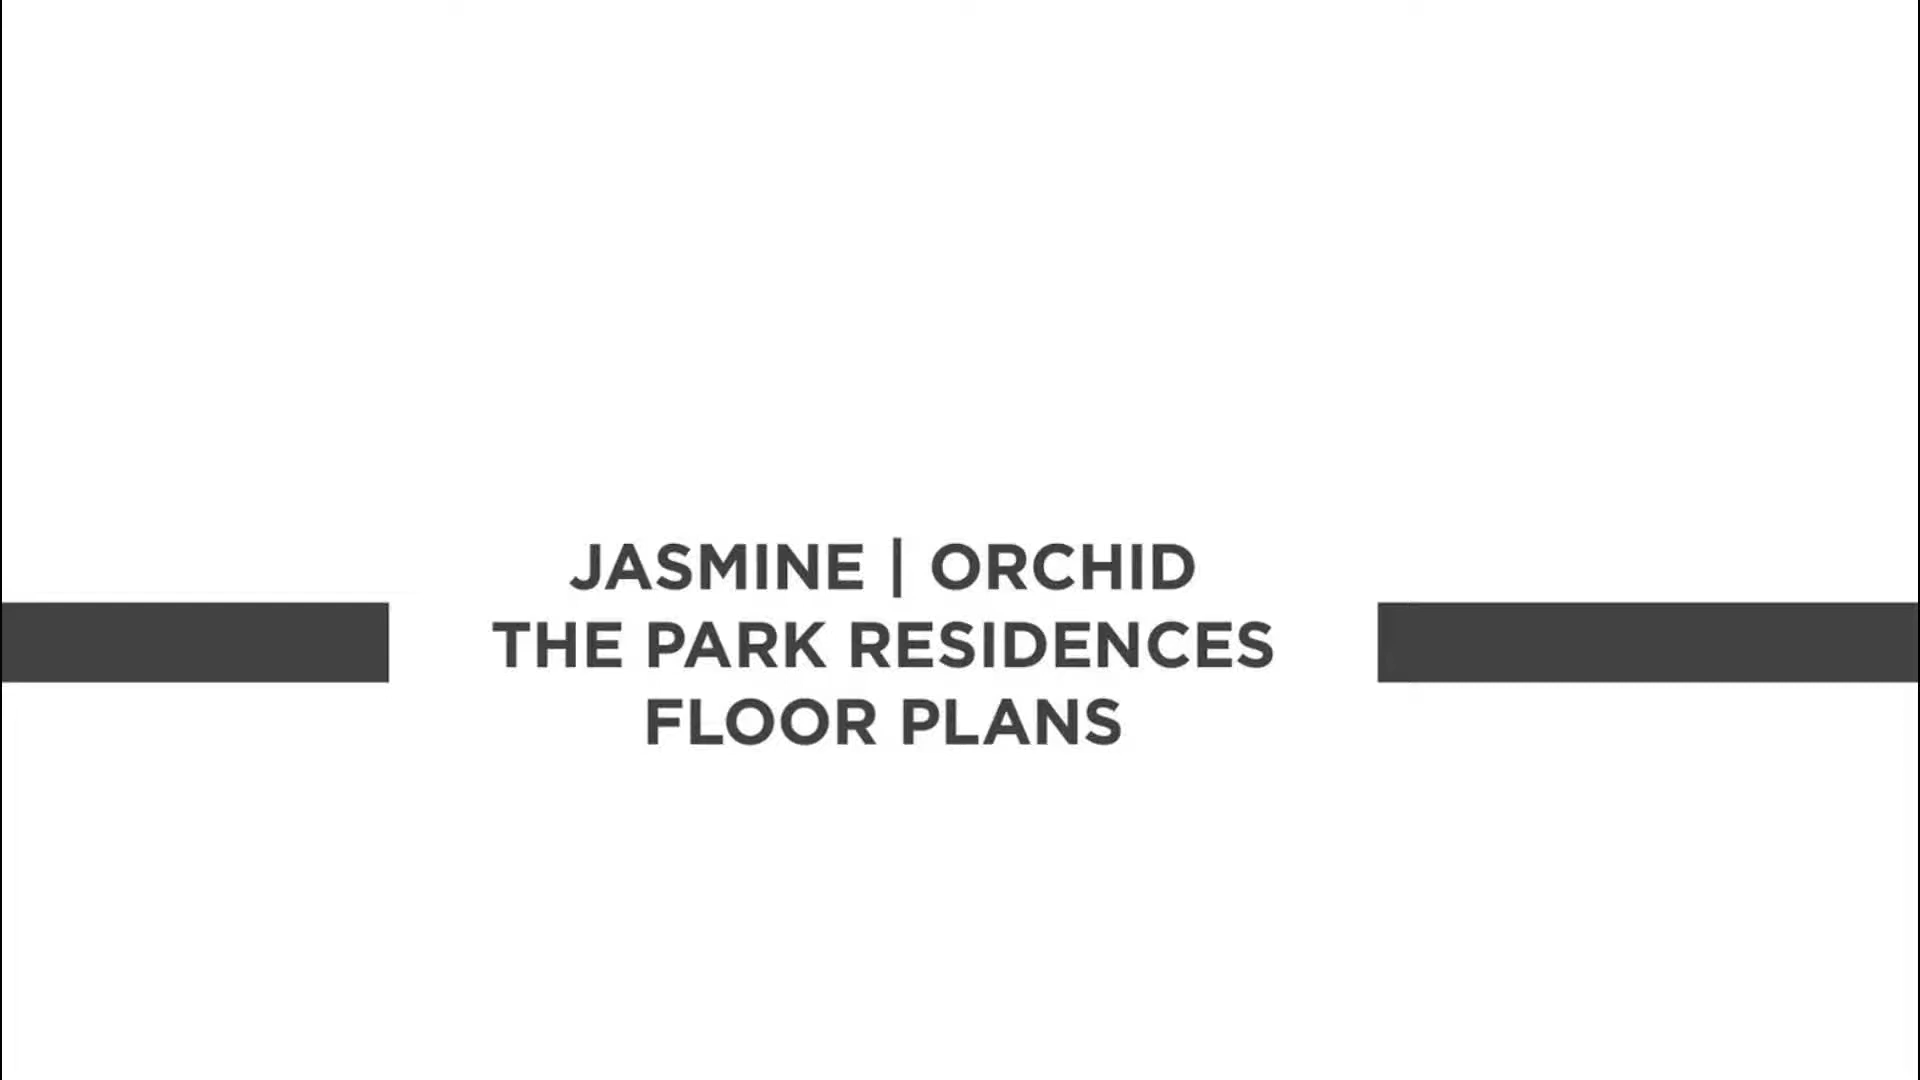 JASMINE | ORCHID
THE PARK RESIDENCES
FLOOR PLANS